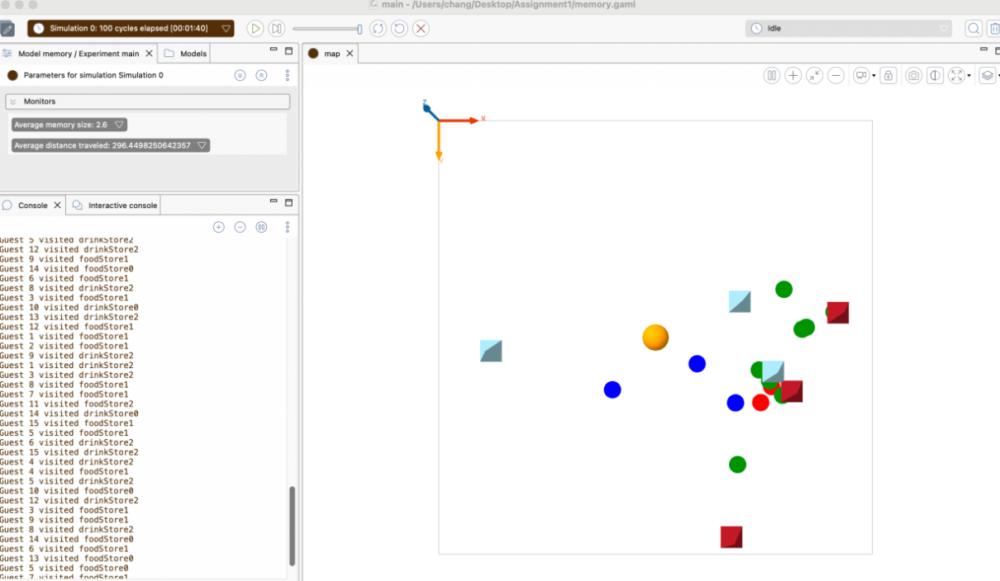 main - /Users/chang/Desktop/Assignment1/memory.gaml
Simulation 0: 100 cycles elapsed [00:01:40]
Idle
Model memory / Experiment main
Models
map
Parameters for simulation Simulation 0
Monitors
Average memory size: 2.6
Average distance traveled: 296.4498250642357
Z
X
Y
Console
Interactive console
Guest 5 visited drinkStore2
Guest 12 visited drinkStore2
Guest 9 visited foodStore1
Guest 14 visited foodStore0
Guest 6 visited foodStore1
Guest 8 visited drinkStore2
Guest 3 visited foodStore1
Guest 10 visited drinkStore0
Guest 13 visited drinkStore2
Guest 12 visited foodStore1
Guest 1 visited foodStore1
Guest 2 visited foodStore1
Guest 9 visited drinkStore2
Guest 1 visited drinkStore2
Guest 3 visited drinkStore2
Guest 8 visited foodStore1
Guest 7 visited foodStore1
Guest 11 visited foodStore2
Guest 14 visited drinkStore0
Guest 15 visited foodStore1
Guest 5 visited foodStore1
Guest 6 visited drinkStore2
Guest 15 visited drinkStore2
Guest 4 visited drinkStore2
Guest 4 visited foodStore1
Guest 5 visited drinkStore2
Guest 10 visited foodStore0
Guest 12 visited drinkStore2
Guest 3 visited foodStore1
Guest 9 visited foodStore1
Guest 8 visited drinkStore2
Guest 14 visited foodStore0
Guest 6 visited foodStore1
Guest 13 visited foodStore0
Guest 5 visited foodStore0
Guest 7 visited foodStore1